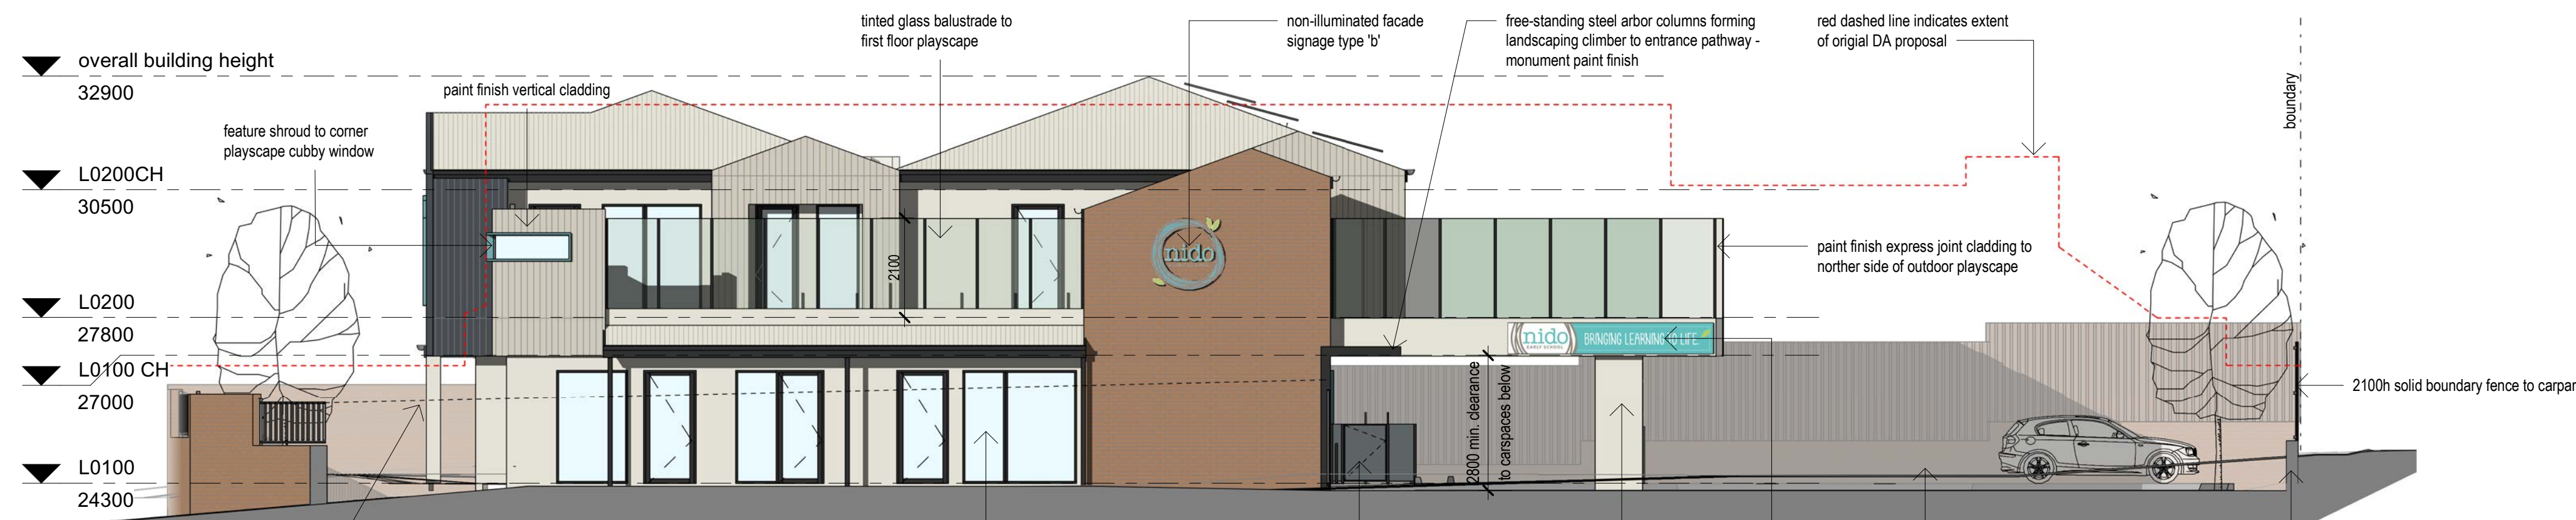 overall building height
32900
L0200CH
30500
L0200
27800
L0100 CH
27000
L0100
24300
feature shroud to corner
playscape cubby window
paint finish vertical cladding
tinted glass balustrade to
first floor playscape
2100
non-illuminated facade
signage type 'b'
nido
free-standing steel arbor columns forming
landscaping climber to entrance pathway -
monument paint finish
red dashed line indicates extent
of origial DA proposal
boundary
paint finish express joint cladding to
norther side of outdoor playscape
nido
EARLY SCHOOL
BRINGING LEARNING TO LIFE.
2800 min. clearance
to carspaces below
2100h solid boundary fence to carpar